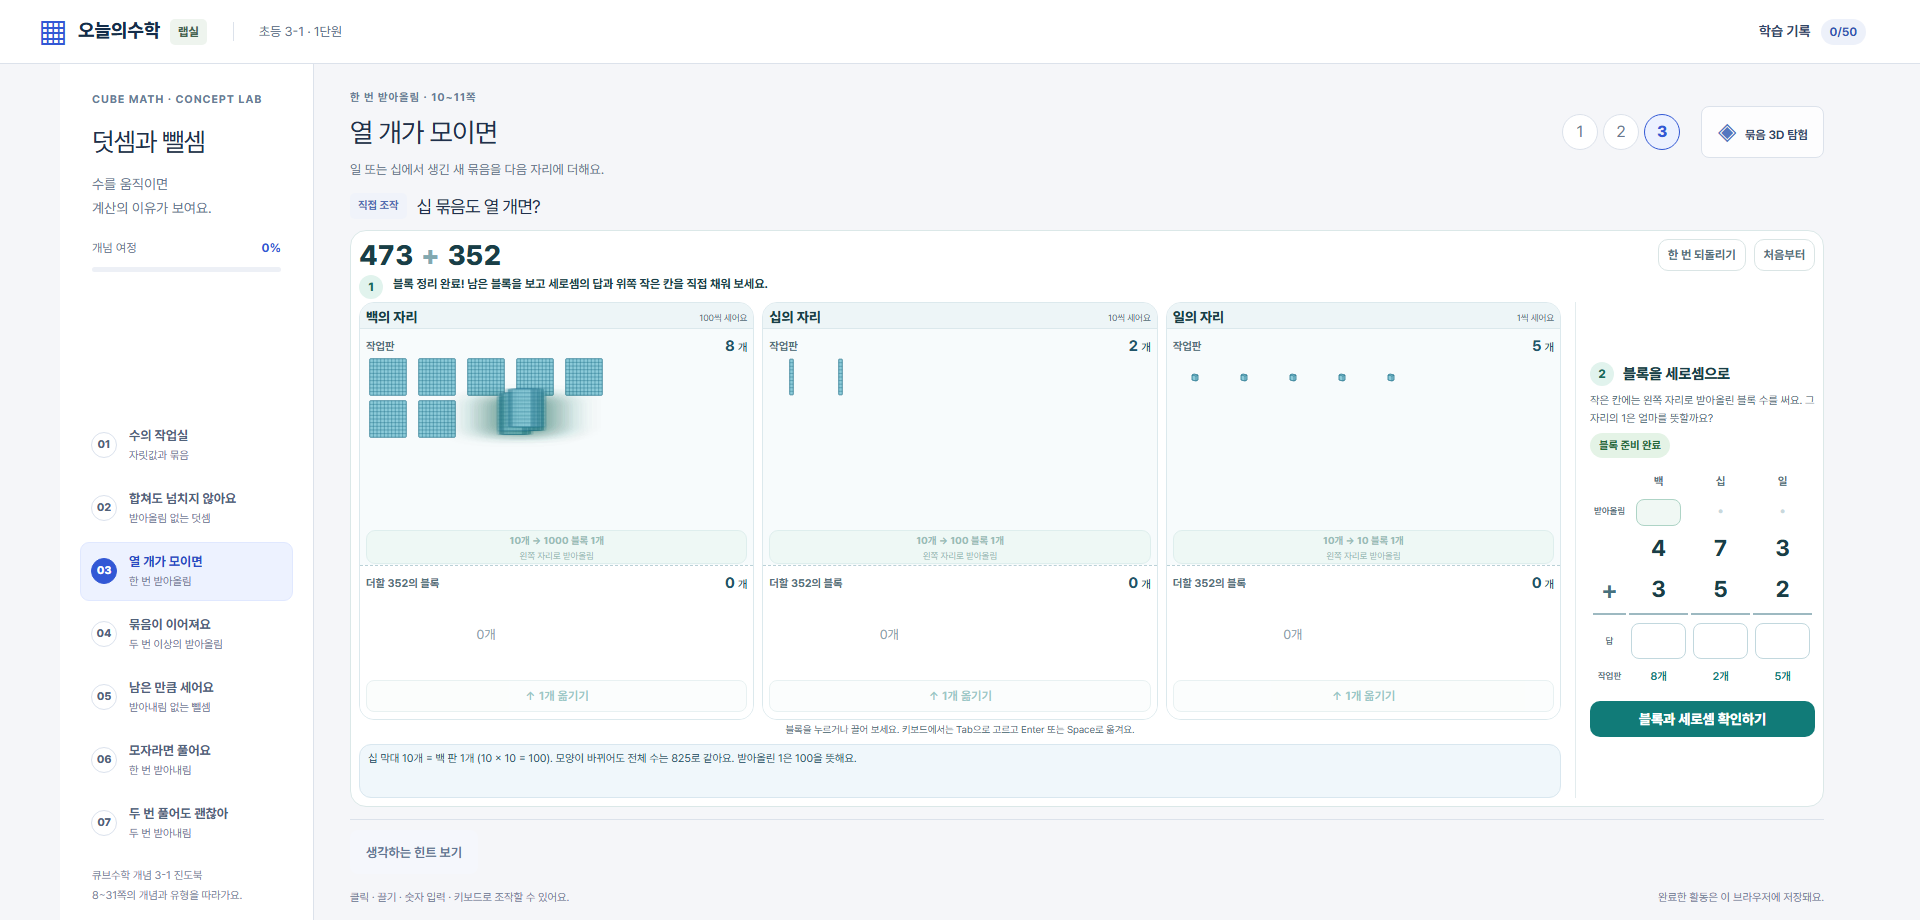 오늘의수학 랩실 초등 3-1 · 1단원 학습 기록 0/50
CUBE MATH · CONCEPT LAB
덧셈과 뺄셈
수를 움직이면
계산의 이유가 보여요.
개념 여정 0%
01 수의 작업실
자릿값과 묶음
02 합쳐도 넘치지 않아요
받아올림 없는 덧셈
03 열 개가 모이면
한 번 받아올림
04 묶음이 이어져요
두 번 이상의 받아올림
05 남은 만큼 세어요
받아내림 없는 뺄셈
06 모자라면 풀어요
한 번 받아내림
07 두 번 풀어도 괜찮아
두 번 받아내림
큐브수학 개념 3-1 진도북
8~31쪽의 개념과 유형을 따라가요.
한 번 받아올림 · 10~11쪽
열 개가 모이면
일 또는 십에서 생긴 새 묶음을 다음 자리에 더해요.
1 2 3 묶음 3D 탐험
직접 조작 십 묶음도 열 개면?
473 + 352
한 번 되돌리기 처음부터
1 블록 정리 완료! 남은 블록을 보고 세로셈의 답과 위쪽 작은 칸을 직접 채워 보세요.
백의 자리 100씩 세어요
작업판 8 개
10개 → 1000 블록 1개
왼쪽 자리로 받아올림
더할 352의 블록 0 개
0개
↑ 1개 옮기기
십의 자리 10씩 세어요
작업판 2 개
10개 → 100 블록 1개
왼쪽 자리로 받아올림
더할 352의 블록 0 개
0개
↑ 1개 옮기기
일의 자리 1씩 세어요
작업판 5 개
10개 → 10 블록 1개
왼쪽 자리로 받아올림
더할 352의 블록 0 개
0개
↑ 1개 옮기기
블록을 누르거나 끌어 보세요. 키보드에서는 Tab으로 고르고 Enter 또는 Space로 옮겨요.
십 막대 10개 = 백 판 1개 (10 × 10 = 100). 모양이 바뀌어도 전체 수는 825로 같아요. 받아올린 1은 100을 뜻해요.
2 블록을 세로셈으로
작은 칸에는 왼쪽 자리로 받아올린 블록 수를 써요. 그
자리의 1은 얼마를 뜻할까요?
블록 준비 완료
백 십 일
받아올림
4 7 3
+ 3 5 2
답
작업판 8개 2개 5개
블록과 세로셈 확인하기
생각하는 힌트 보기
클릭 · 끌기 · 숫자 입력 · 키보드로 조작할 수 있어요.
완료한 활동은 이 브라우저에 저장돼요.